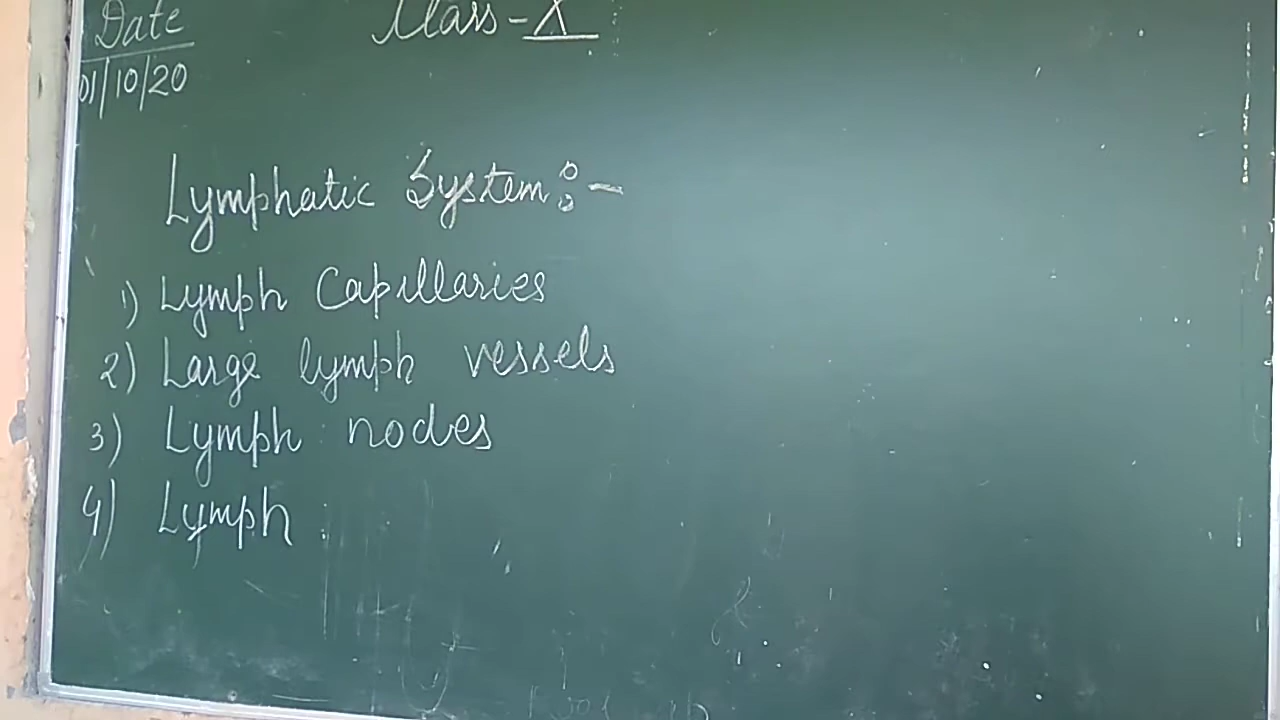 Date
Class - X
01/10/20
Lymphatic System :-
1) Lymph Capillaries
2) Large lymph vessels
3) Lymph nodes
4) Lymph